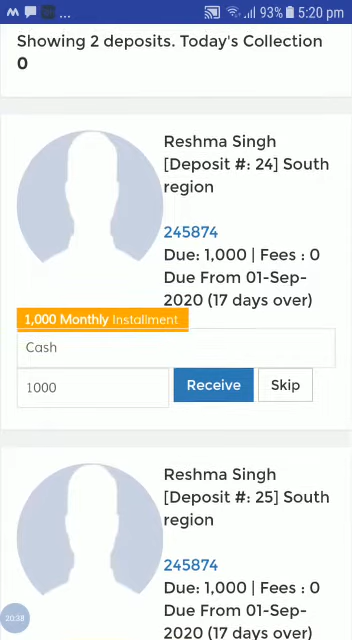 ... 93% 5:20 pm
Showing 2 deposits. Today's Collection
0
Reshma Singh
[Deposit #: 24] South
region
245874
Due: 1,000 | Fees : 0
Due From 01-Sep-
2020 (17 days over)
1,000 Monthly Installment
Cash
1000 Receive Skip
Reshma Singh
[Deposit #: 25] South
region
245874
Due: 1,000 | Fees : 0
Due From 01-Sep-
2020 (17 days over)
20:38